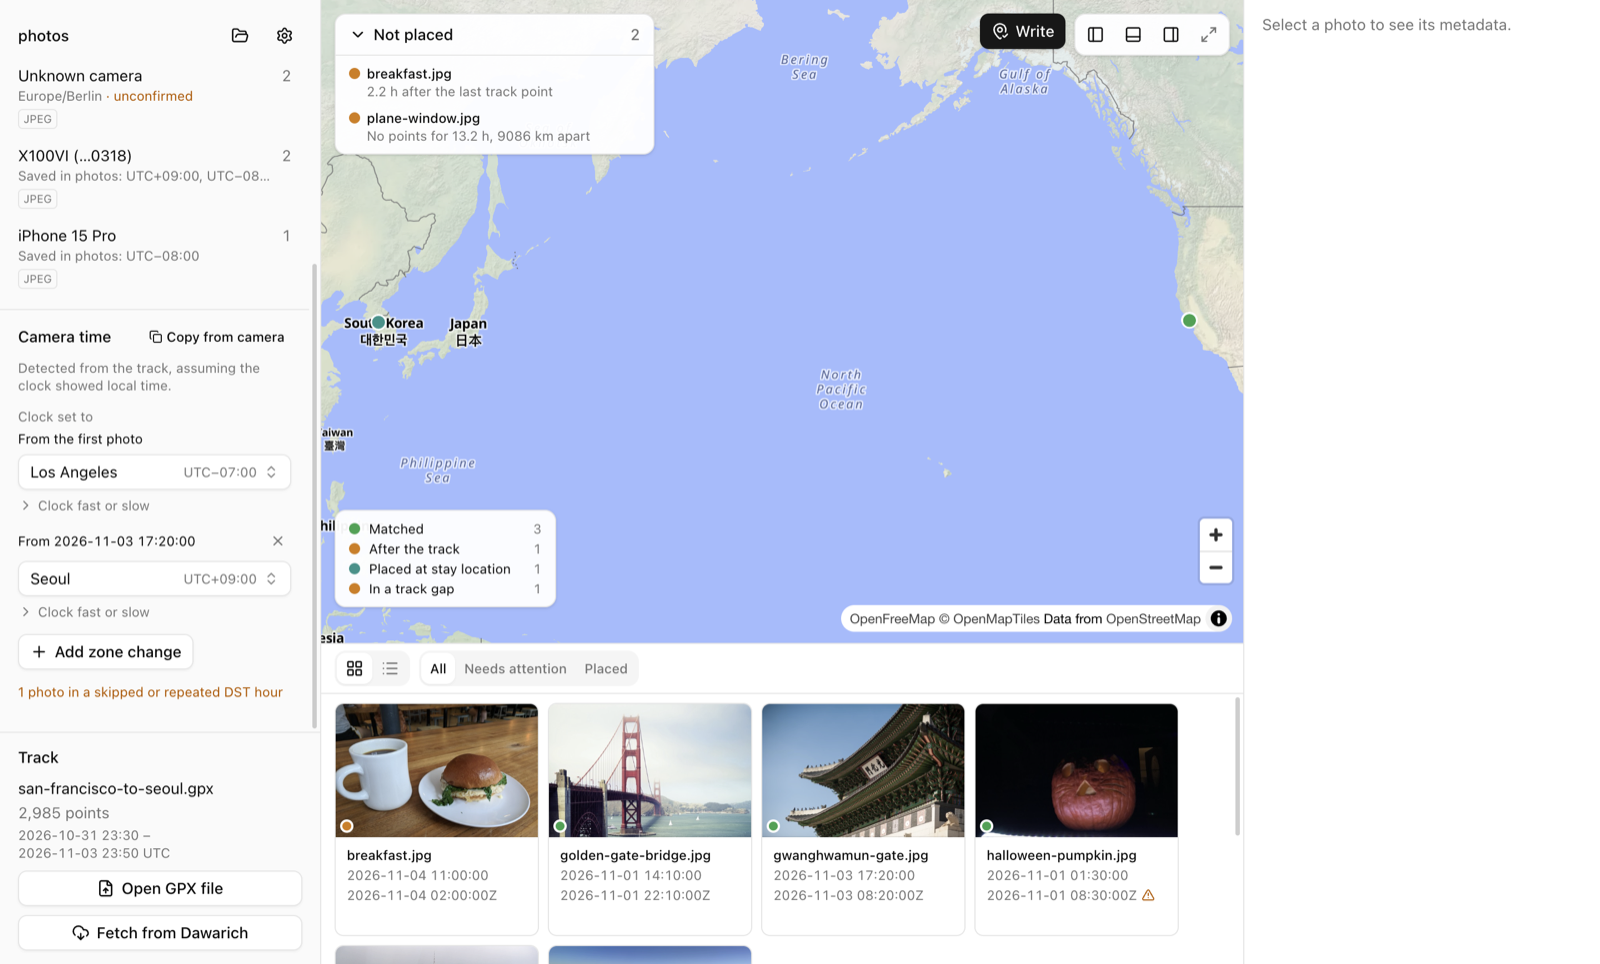 photos
Unknown camera 2
Europe/Berlin · unconfirmed
JPEG
X100VI (...0318) 2
Saved in photos: UTC+09:00, UTC−08...
JPEG
iPhone 15 Pro 1
Saved in photos: UTC−08:00
JPEG
Camera time Copy from camera
Detected from the track, assuming the
clock showed local time.
Clock set to
From the first photo
Los Angeles UTC−07:00
Clock fast or slow
From 2026-11-03 17:20:00
Seoul UTC+09:00
Clock fast or slow
Add zone change
1 photo in a skipped or repeated DST hour
Track
san-francisco-to-seoul.gpx
2,985 points
2026-10-31 23:30 –
2026-11-03 23:50 UTC
Open GPX file
Fetch from Dawarich
Not placed 2
breakfast.jpg
2.2 h after the last track point
plane-window.jpg
No points for 13.2 h, 9086 km apart
Write
Bering
Sea
Gulf of
Alaska
South Korea
대한민국
Japan
日本
North
Pacific
Ocean
aiwan
臺灣
Philippine
Sea
hil
esia
Matched 3
After the track 1
Placed at stay location 1
In a track gap 1
OpenFreeMap © OpenMapTiles Data from OpenStreetMap
All Needs attention Placed
breakfast.jpg
2026-11-04 11:00:00
2026-11-04 02:00:00Z
golden-gate-bridge.jpg
2026-11-01 14:10:00
2026-11-01 22:10:00Z
gwanghwamun-gate.jpg
2026-11-03 17:20:00
2026-11-03 08:20:00Z
halloween-pumpkin.jpg
2026-11-01 01:30:00
2026-11-01 08:30:00Z
Select a photo to see its metadata.